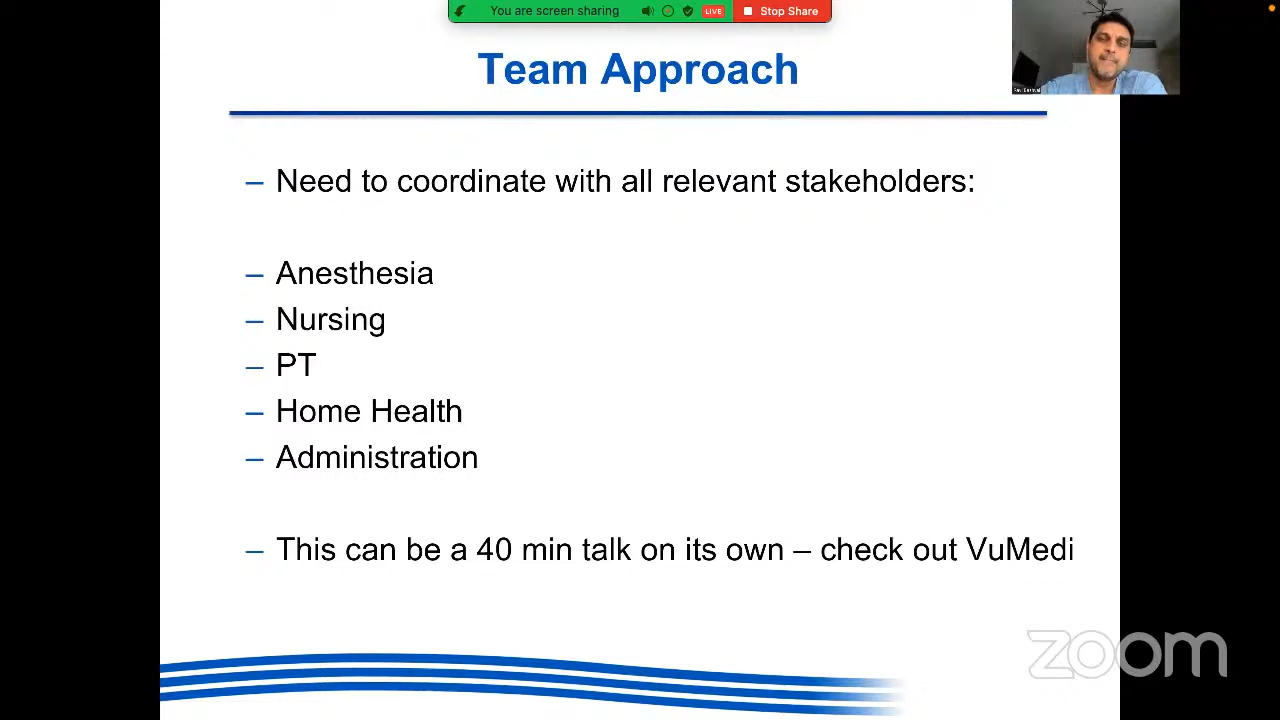 You are screen sharing
LIVE
Stop Share
Team Approach
– Need to coordinate with all relevant stakeholders:
– Anesthesia
– Nursing
– PT
– Home Health
– Administration
– This can be a 40 min talk on its own – check out VuMedi
zoom